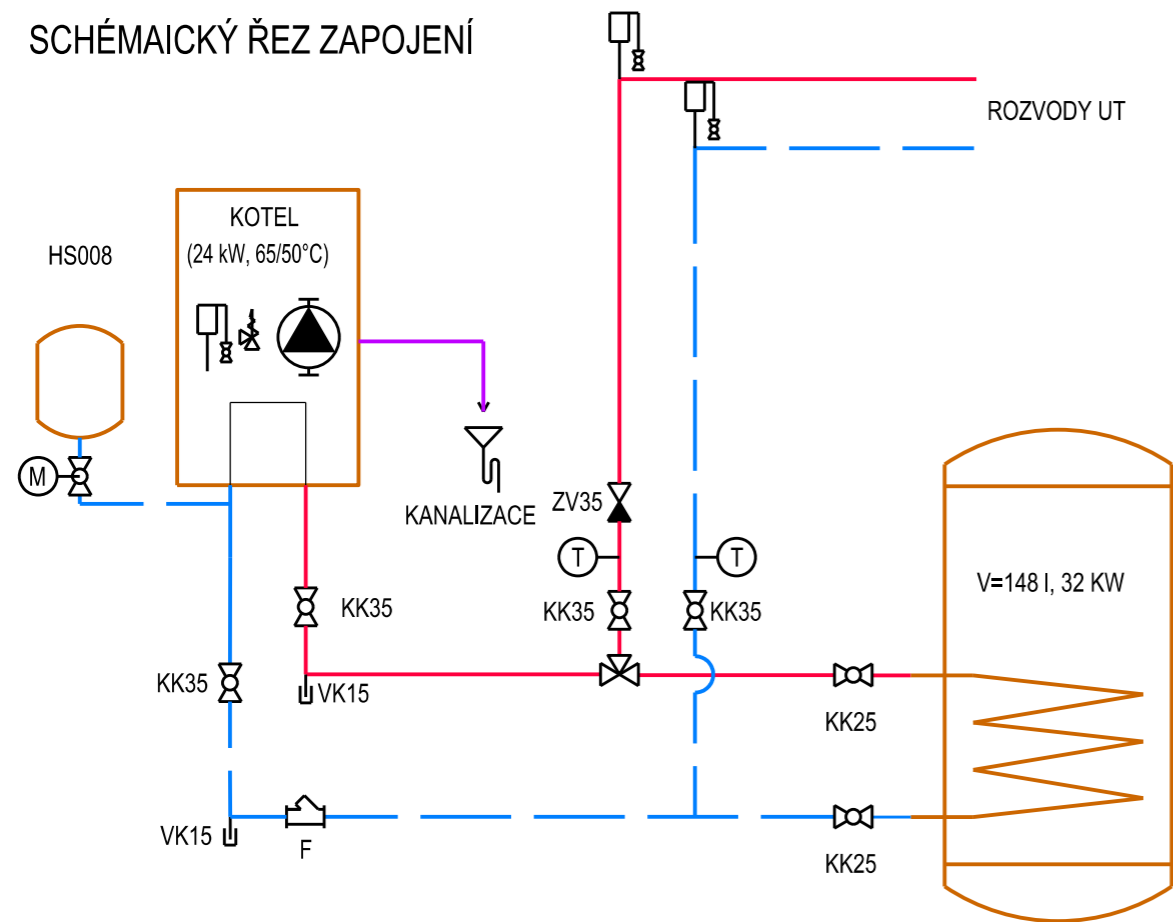 SCHÉMAICKÝ ŘEZ ZAPOJENÍ
ROZVODY UT
KOTEL
(24 kW, 65/50°C)
HS008
M
KANALIZACE
ZV35
T
T
V=148 l, 32 KW
KK35
KK35
KK35
KK35
VK15
KK25
VK15
F
KK25